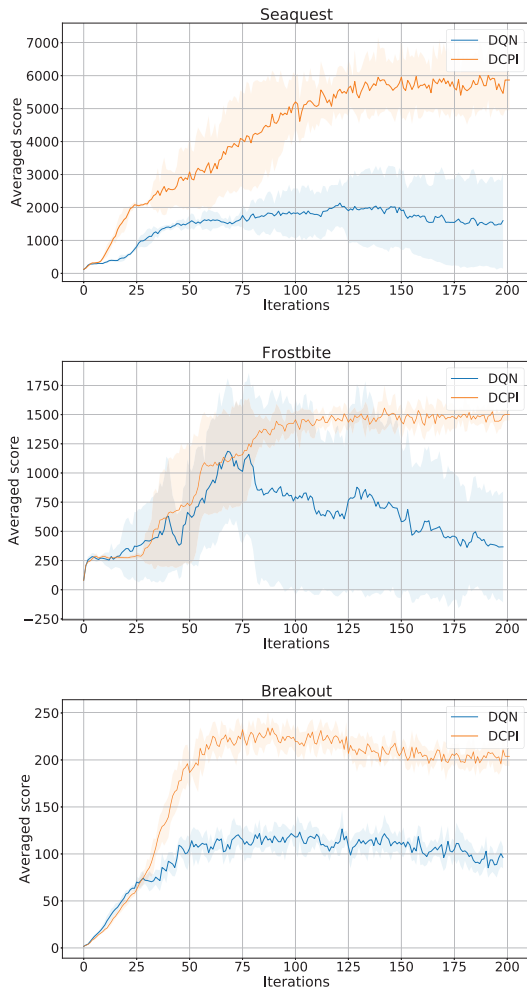 Seaquest
7000
6000
5000
4000
3000
2000
1000
0
Averaged score
DQN
DCPI
0 25 50 75 100 125 150 175 200
Iterations
Frostbite
1750
1500
1250
1000
750
500
250
0
−250
Averaged score
DQN
DCPI
0 25 50 75 100 125 150 175 200
Iterations
Breakout
250
200
150
100
50
0
Averaged score
DQN
DCPI
0 25 50 75 100 125 150 175 200
Iterations